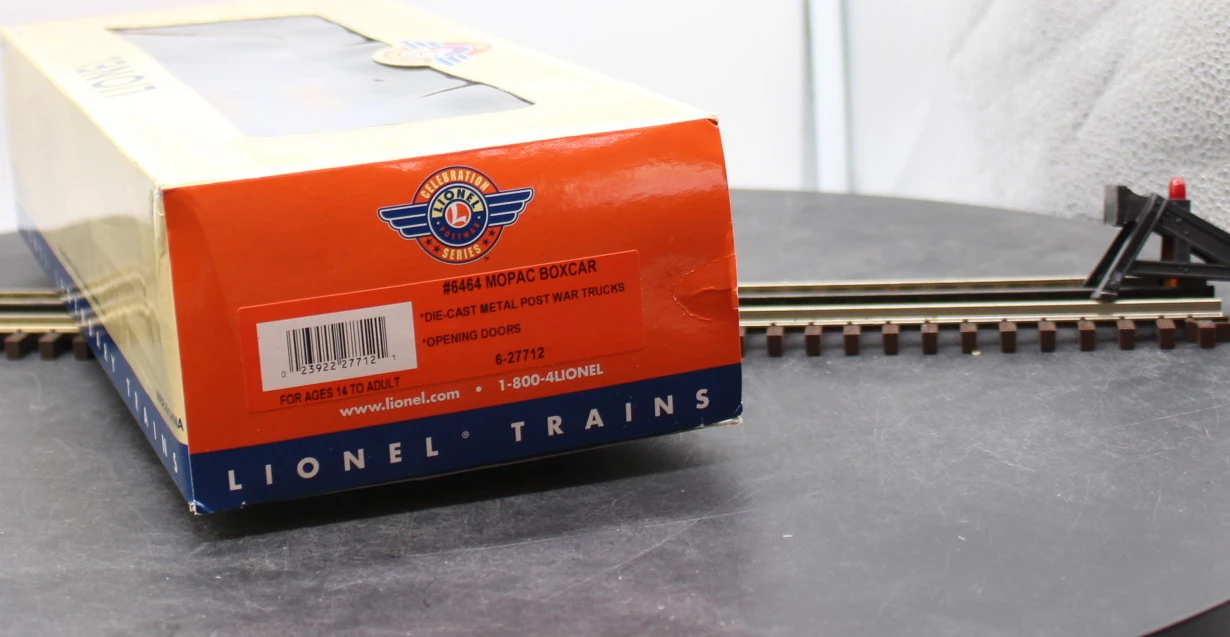 LIONEL
CELEBRATION
LIONEL
L
POSTWAR
SERIES
#6464 MOPAC BOXCAR
*DIE-CAST METAL POST WAR TRUCKS
*OPENING DOORS
0 23922 27712 1
6-27712
FOR AGES 14 TO ADULT
www.lionel.com • 1-800-4LIONEL
LIONEL® TRAINS
TRAINS